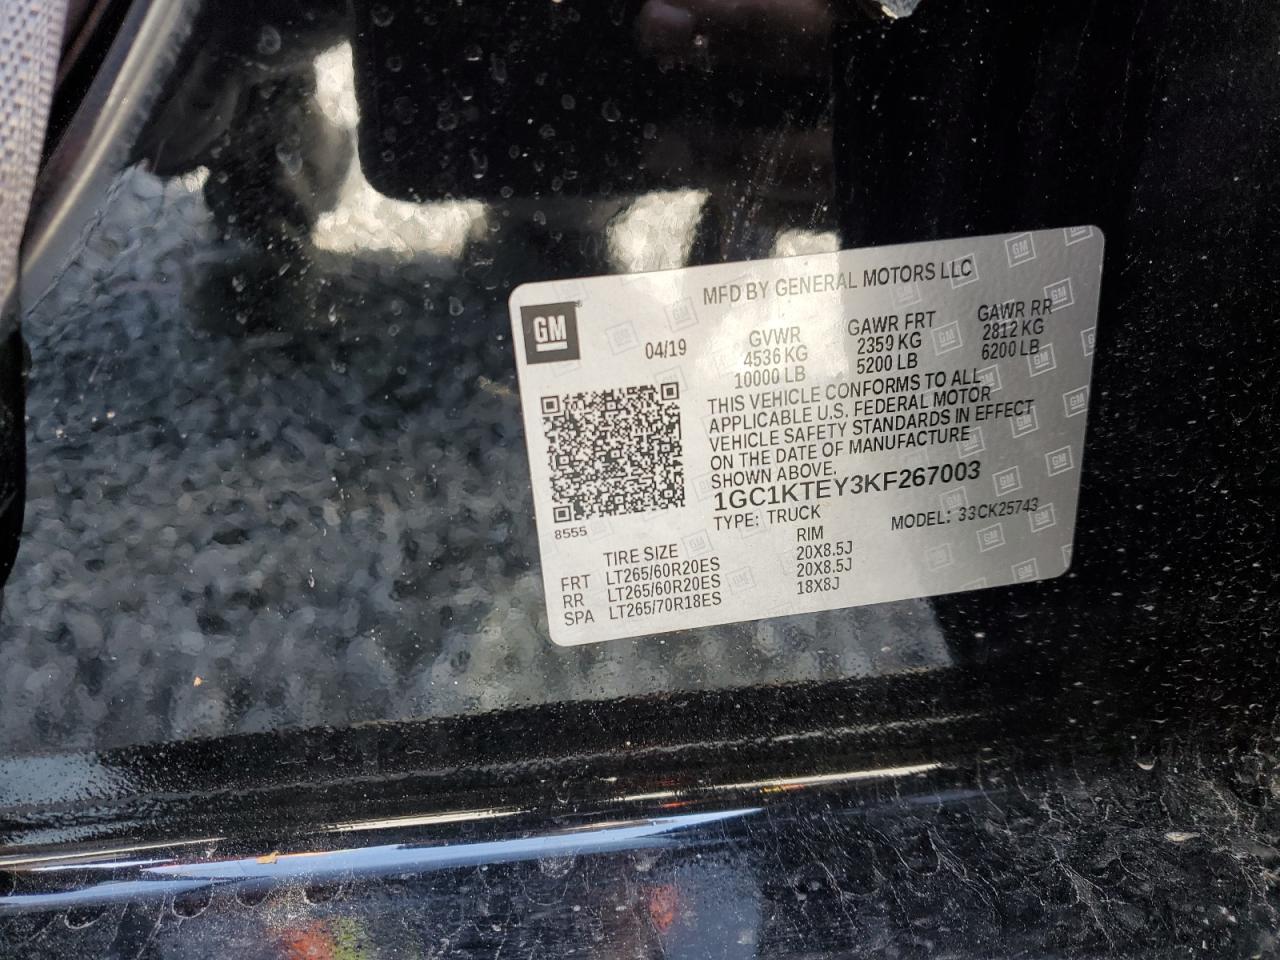 MFD BY GENERAL MOTORS LLC
GM
04/19
GVWR GAWR FRT GAWR RR
4536 KG 2359 KG 2812 KG
10000 LB 5200 LB 6200 LB
THIS VEHICLE CONFORMS TO ALL
APPLICABLE U.S. FEDERAL MOTOR
VEHICLE SAFETY STANDARDS IN EFFECT
ON THE DATE OF MANUFACTURE
SHOWN ABOVE.
1GC1KTEY3KF267003
8555
TYPE: TRUCK MODEL: 33CK25743
TIRE SIZE RIM
FRT LT265/60R20ES 20X8.5J
RR LT265/60R20ES 20X8.5J
SPA LT265/70R18ES 18X8J